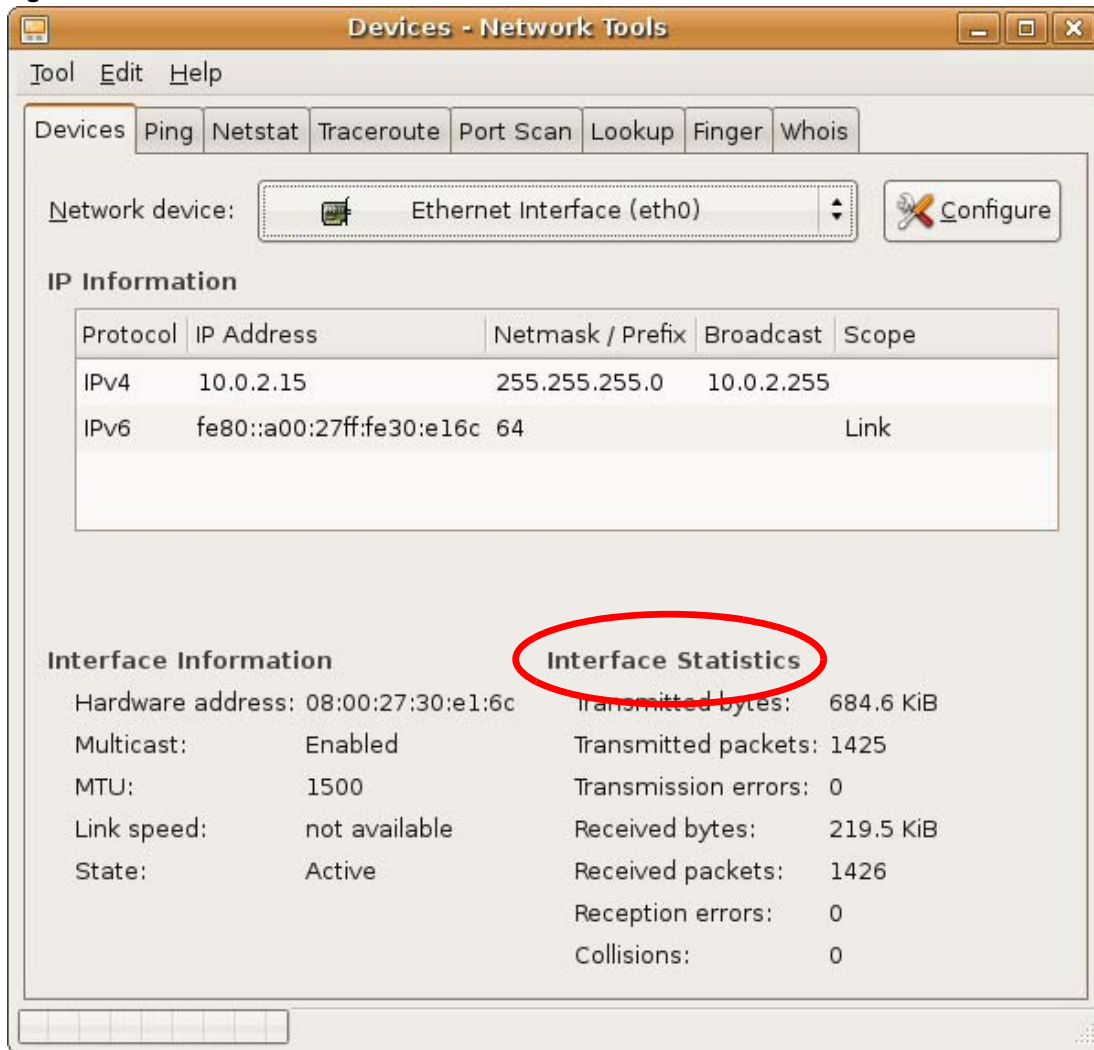 Devices - Network Tools
Tool Edit Help
Devices Ping Netstat Traceroute Port Scan Lookup Finger Whois
Network device: Ethernet Interface (eth0) Configure
IP Information
Protocol IP Address Netmask / Prefix Broadcast Scope
IPv4 10.0.2.15 255.255.255.0 10.0.2.255
IPv6 fe80::a00:27ff:fe30:e16c 64 Link
Interface Information
Hardware address: 08:00:27:30:e1:6c
Multicast: Enabled
MTU: 1500
Link speed: not available
State: Active
Interface Statistics
Transmitted bytes: 684.6 KiB
Transmitted packets: 1425
Transmission errors: 0
Received bytes: 219.5 KiB
Received packets: 1426
Reception errors: 0
Collisions: 0